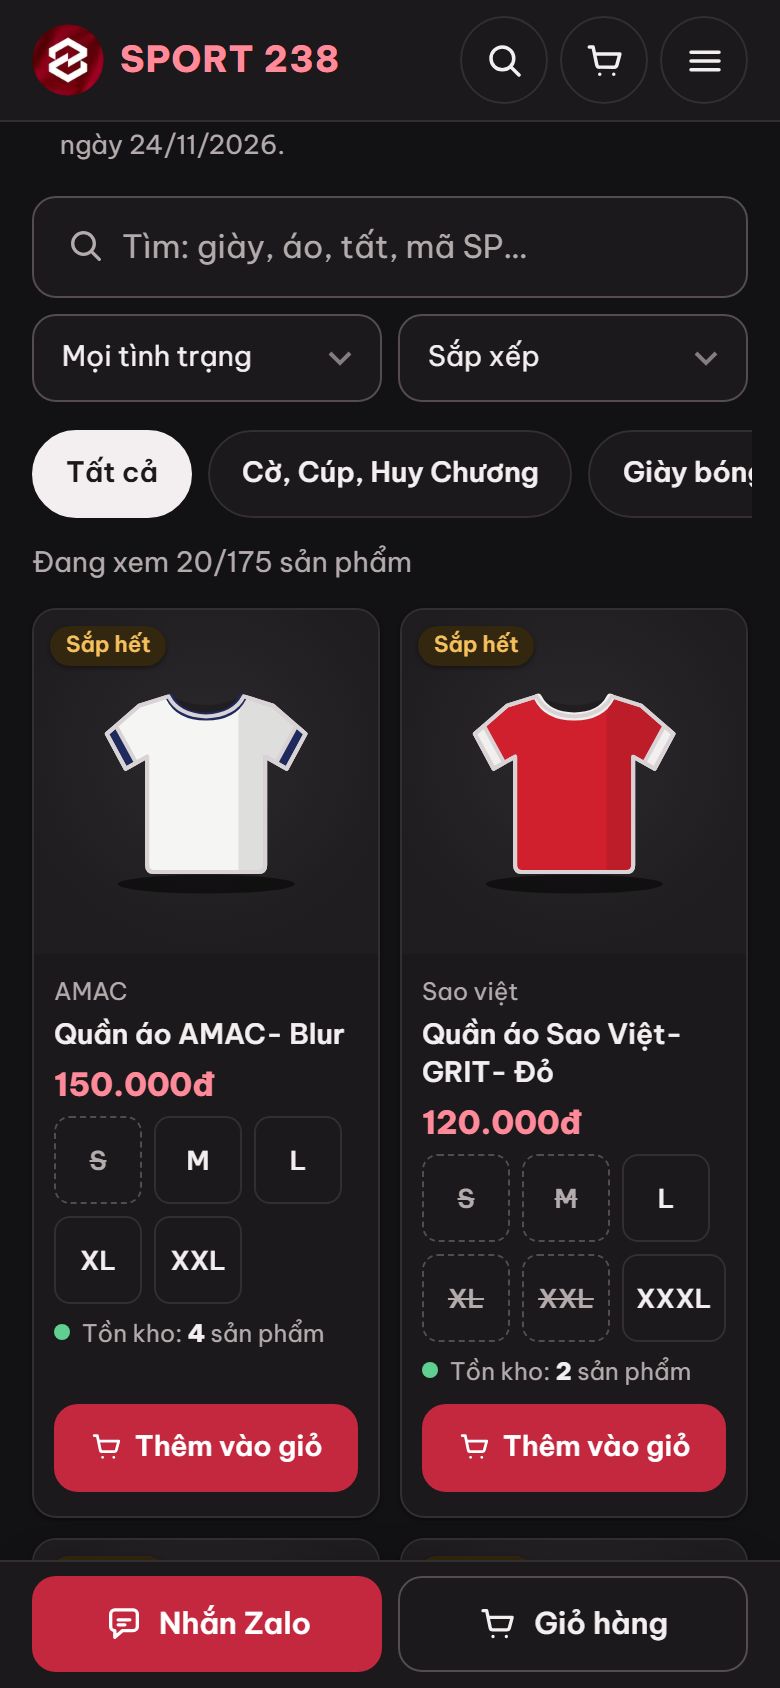 SPORT 238
ngày 24/11/2026.
Tìm: giày, áo, tất, mã SP...
Mọi tình trạng
Sắp xếp
Tất cả
Cờ, Cúp, Huy Chương
Giày bóng
Đang xem 20/175 sản phẩm
Sắp hết
AMAC
Quần áo AMAC- Blur
150.000đ
S
M
L
XL
XXL
Tồn kho: 4 sản phẩm
Thêm vào giỏ
Sắp hết
Sao việt
Quần áo Sao Việt-
GRIT- Đỏ
120.000đ
S
M
L
XL
XXL
XXXL
Tồn kho: 2 sản phẩm
Thêm vào giỏ
Nhắn Zalo
Giỏ hàng